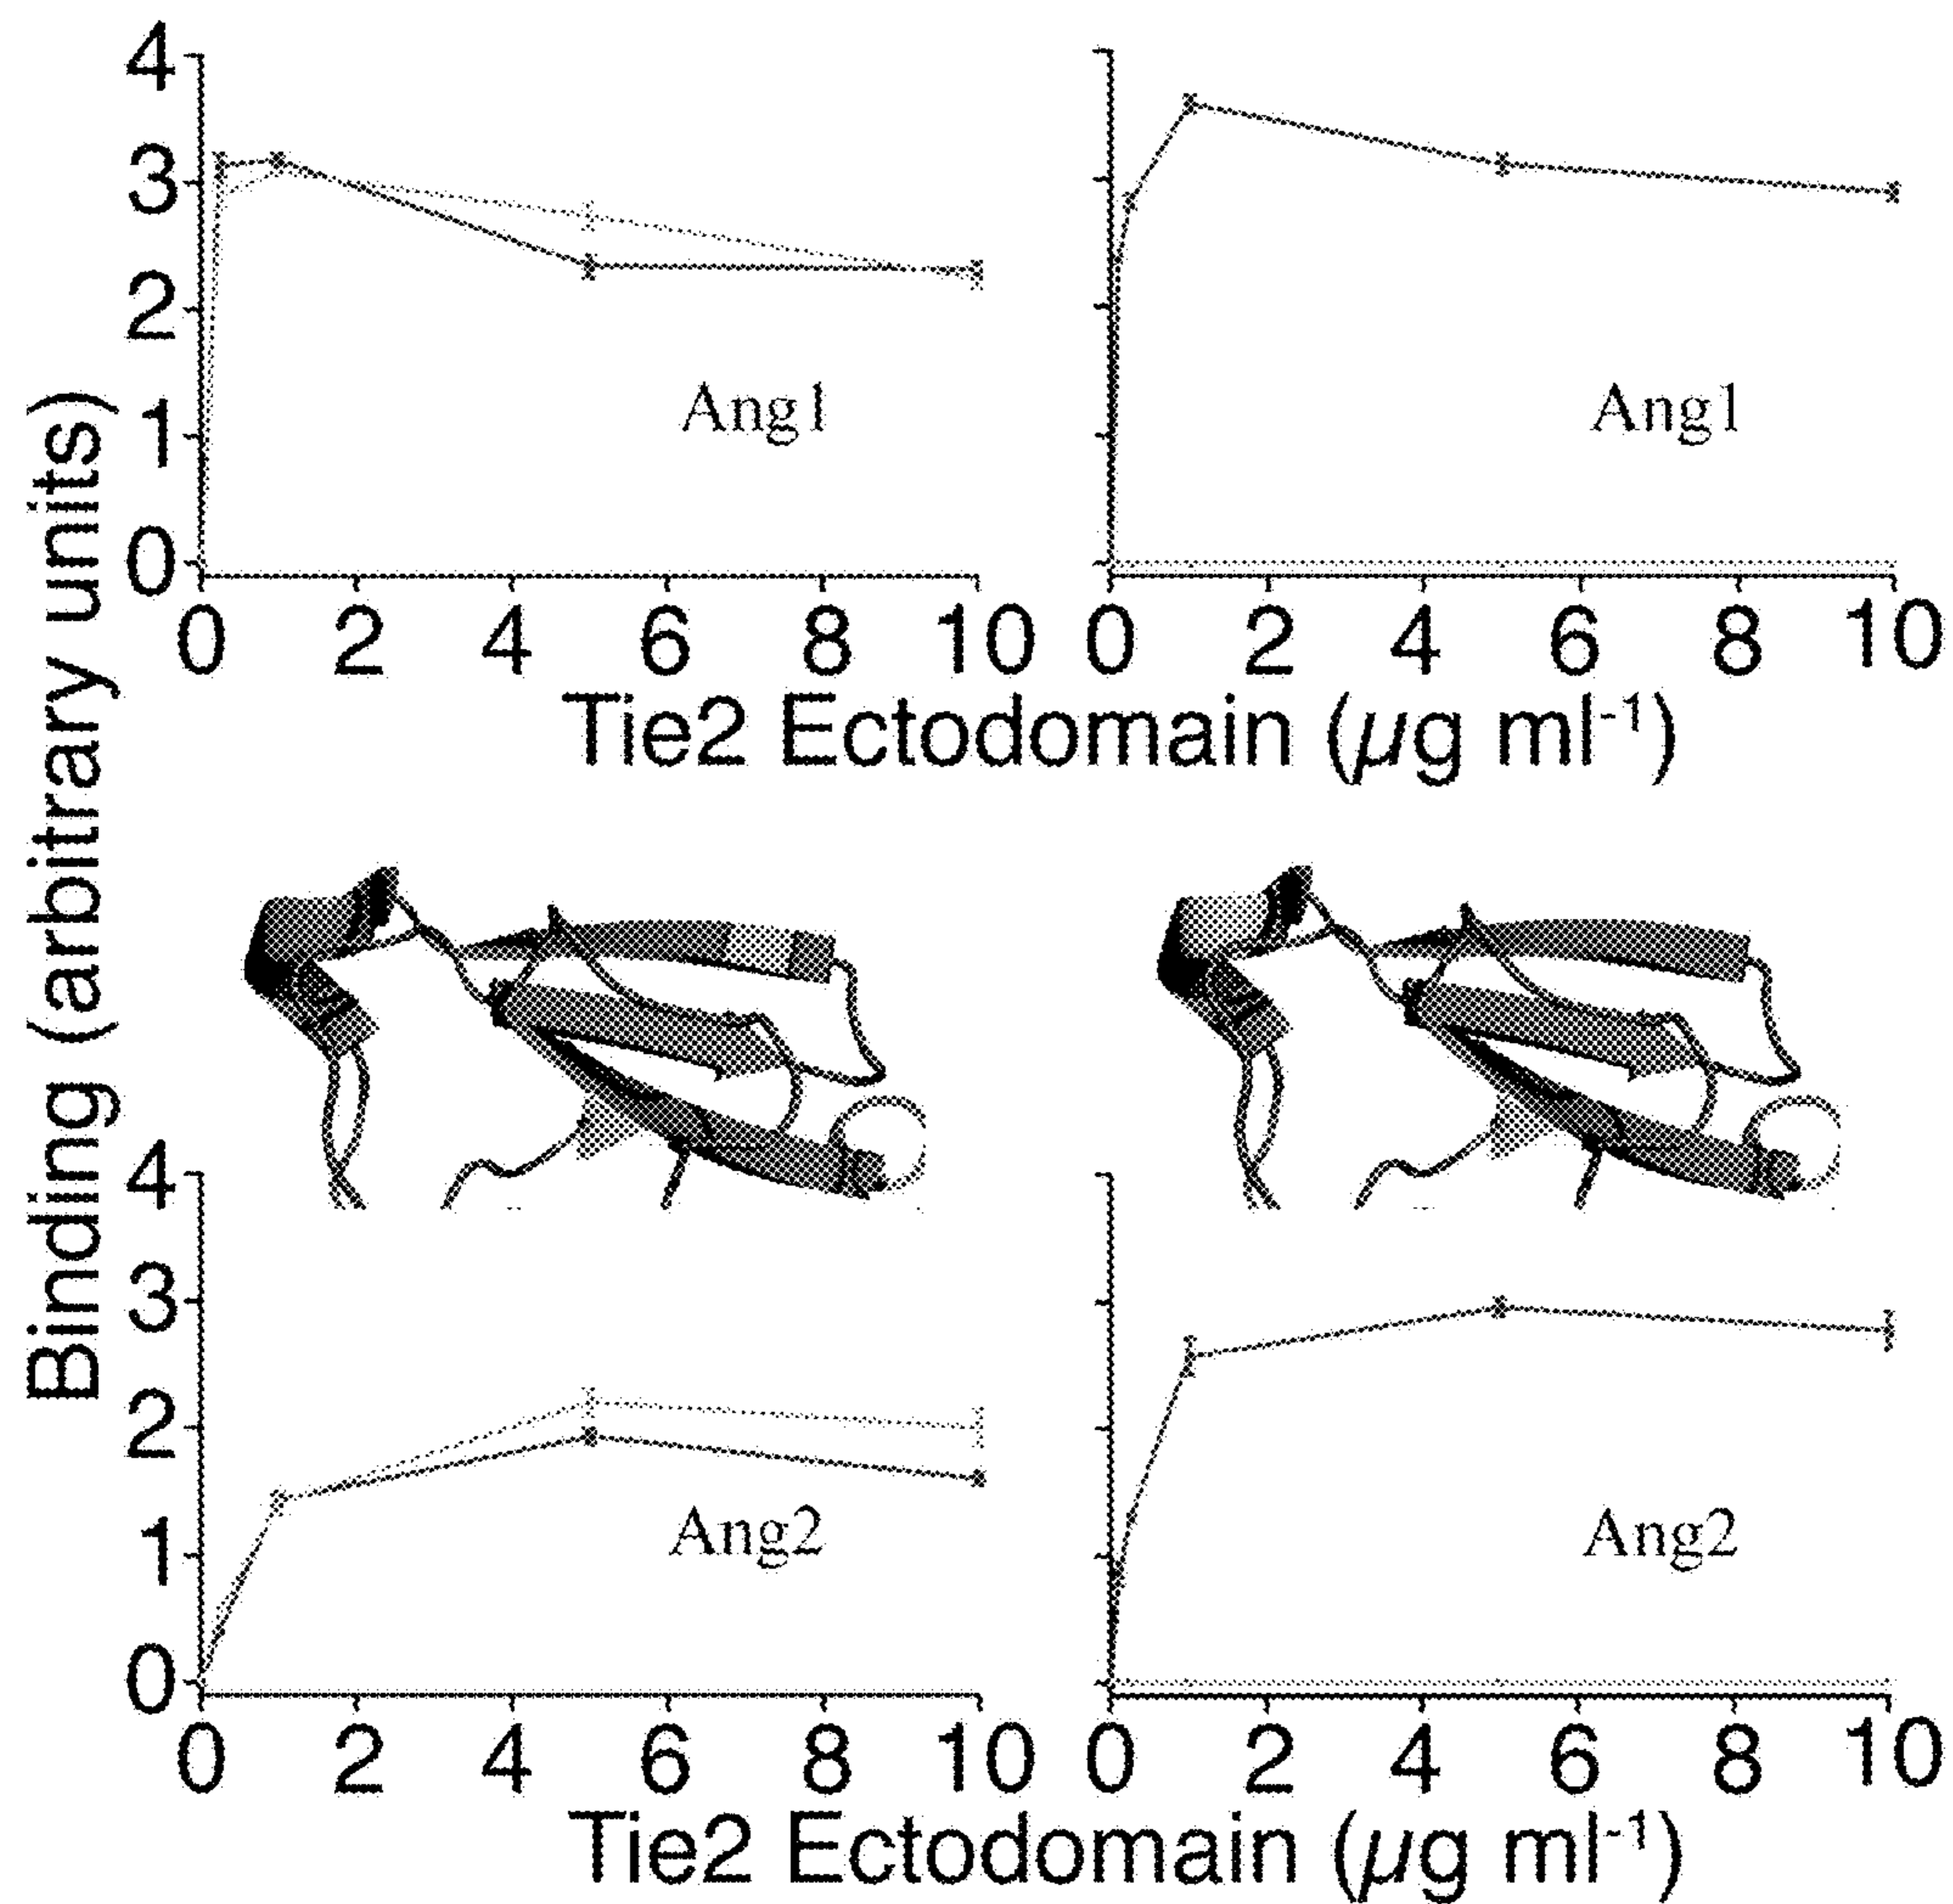 Binding (arbitrary units)
4
3
2
1
0
Ang1
Ang1
0 2 4 6 8 10 0 2 4 6 8 10
Tie2 Ectodomain (µg ml-1)
4
3
2
1
0
Ang2
Ang2
0 2 4 6 8 10 0 2 4 6 8 10
Tie2 Ectodomain (µg ml-1)